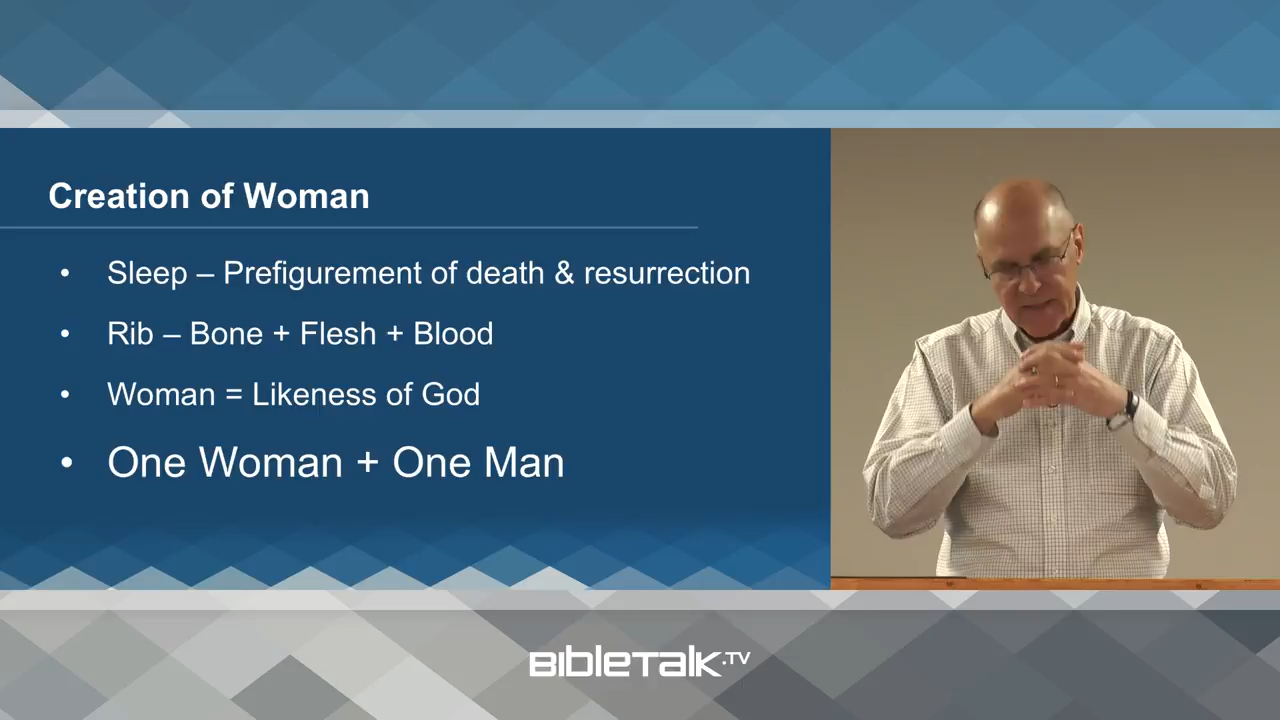 Creation of Woman
• Sleep – Prefigurement of death & resurrection
• Rib – Bone + Flesh + Blood
• Woman = Likeness of God
• One Woman + One Man
BIBLETALK.TV